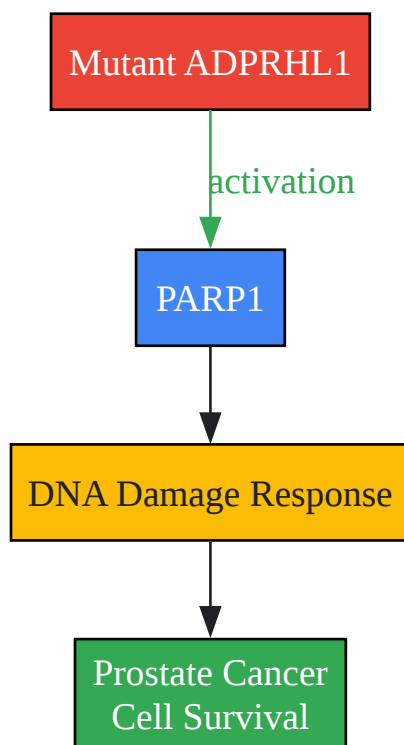 Mutant ADPRHL1
activation
PARP1
DNA Damage Response
Prostate Cancer
Cell Survival